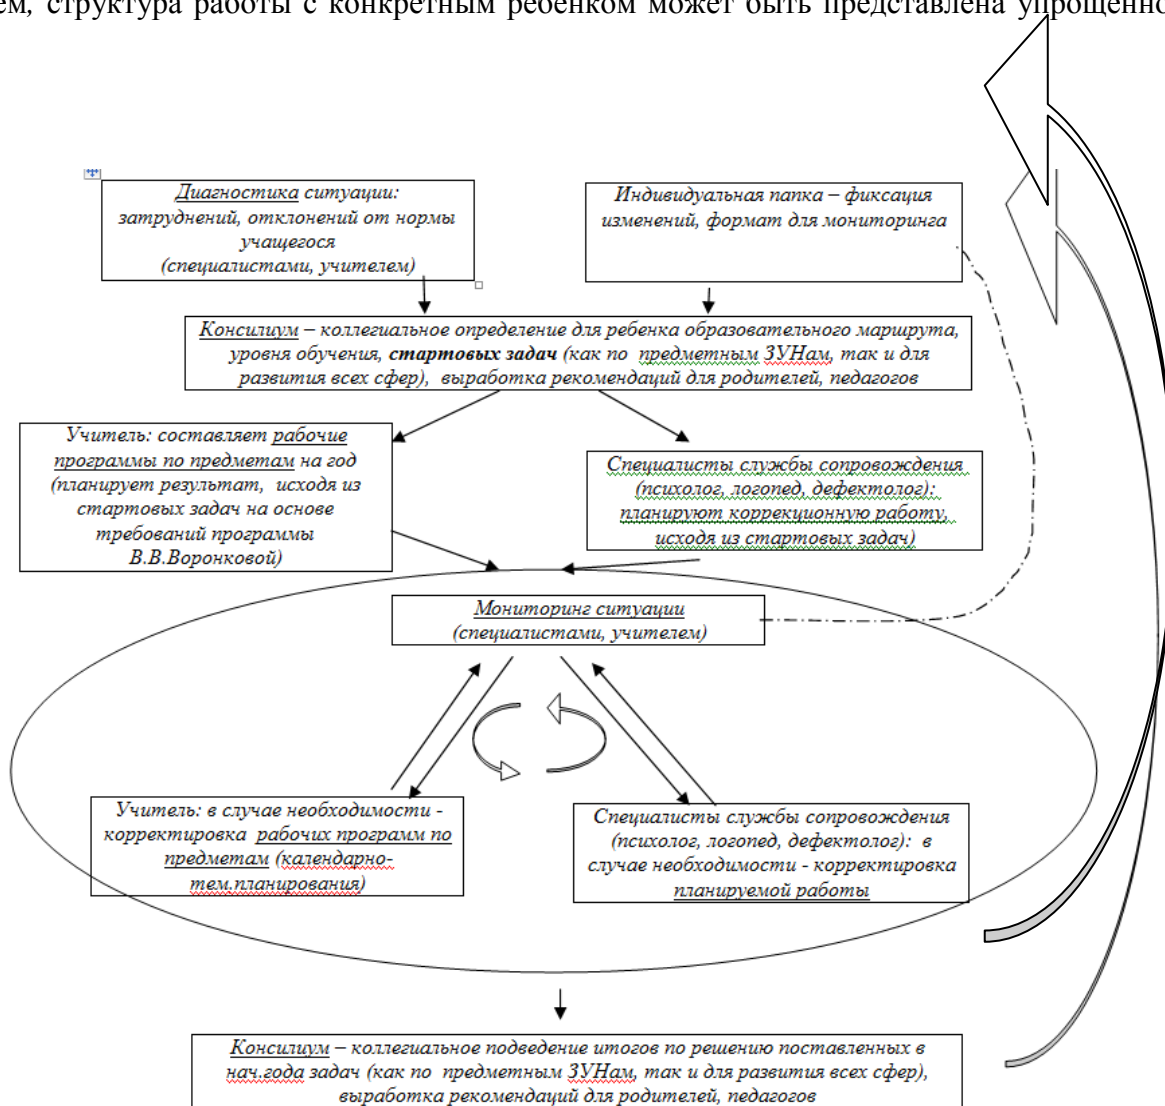 ем, структура работы с конкретным ребенком может быть представлена упрощенно
Диагностика ситуации:
затруднений, отклонений от нормы
учащегося
(специалистами, учителем)
Индивидуальная папка – фиксация
изменений, формат для мониторинга
Консилиум – коллегиальное определение для ребенка образовательного маршрута,
уровня обучения, стартовых задач (как по предметным ЗУНам, так и для
развития всех сфер), выработка рекомендаций для родителей, педагогов
Учитель: составляет рабочие
программы по предметам на год
(планирует результат, исходя из
стартовых задач на основе
требований программы
В.В.Воронковой)
Специалисты службы сопровождения
(психолог, логопед, дефектолог):
планируют коррекционную работу,
исходя из стартовых задач)
Мониторинг ситуации
(специалистами, учителем)
Учитель: в случае необходимости -
корректировка рабочих программ по
предметам (календарно-
тем.планирования)
Специалисты службы сопровождения
(психолог, логопед, дефектолог): в
случае необходимости - корректировка
планируемой работы
Консилиум – коллегиальное подведение итогов по решению поставленных в
нач.года задач (как по предметным ЗУНам, так и для развития всех сфер),
выработка рекомендаций для родителей, педагогов